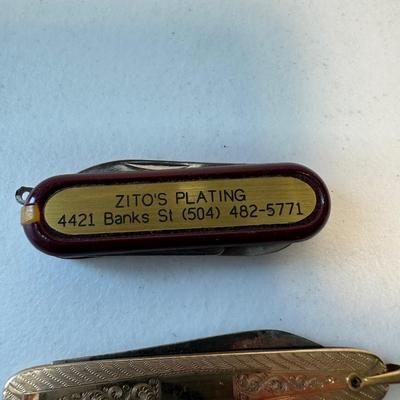 ZITO'S PLATING
4421 Banks St (504) 482-5771